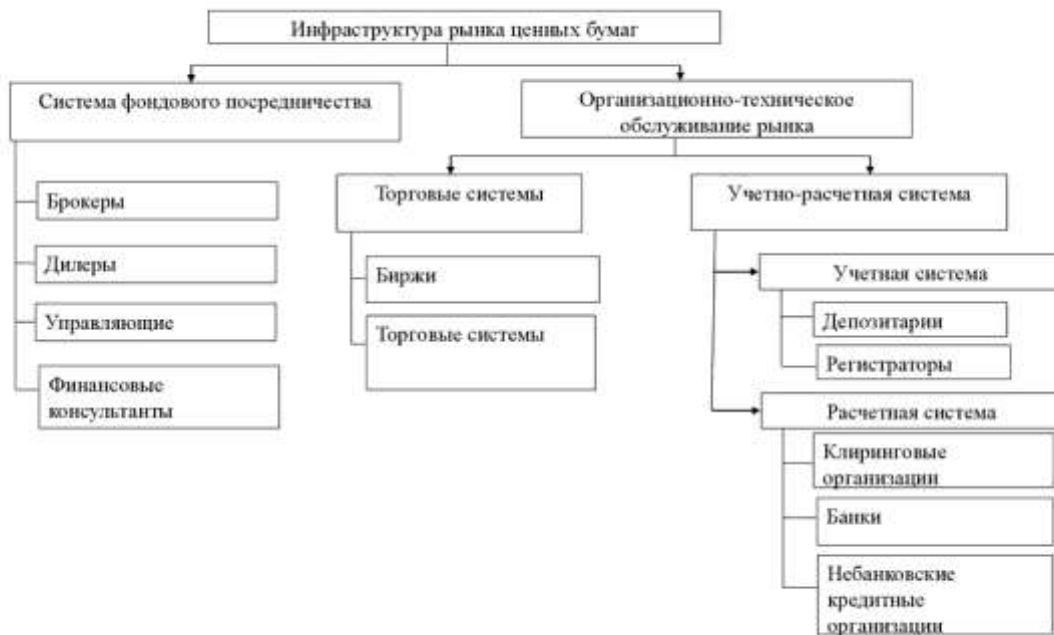 Инфраструктура рынка ценных бумаг
Система фондового посредничества
Организационно-техническое
обслуживание рынка
Брокеры
Дилеры
Управляющие
Финансовые
консультанты
Торговые системы
Биржи
Торговые системы
Учетно-расчетная система
Учетная система
Депозитарии
Регистраторы
Расчетная система
Клиринговые
организации
Банки
Небанковские
кредитные
организации